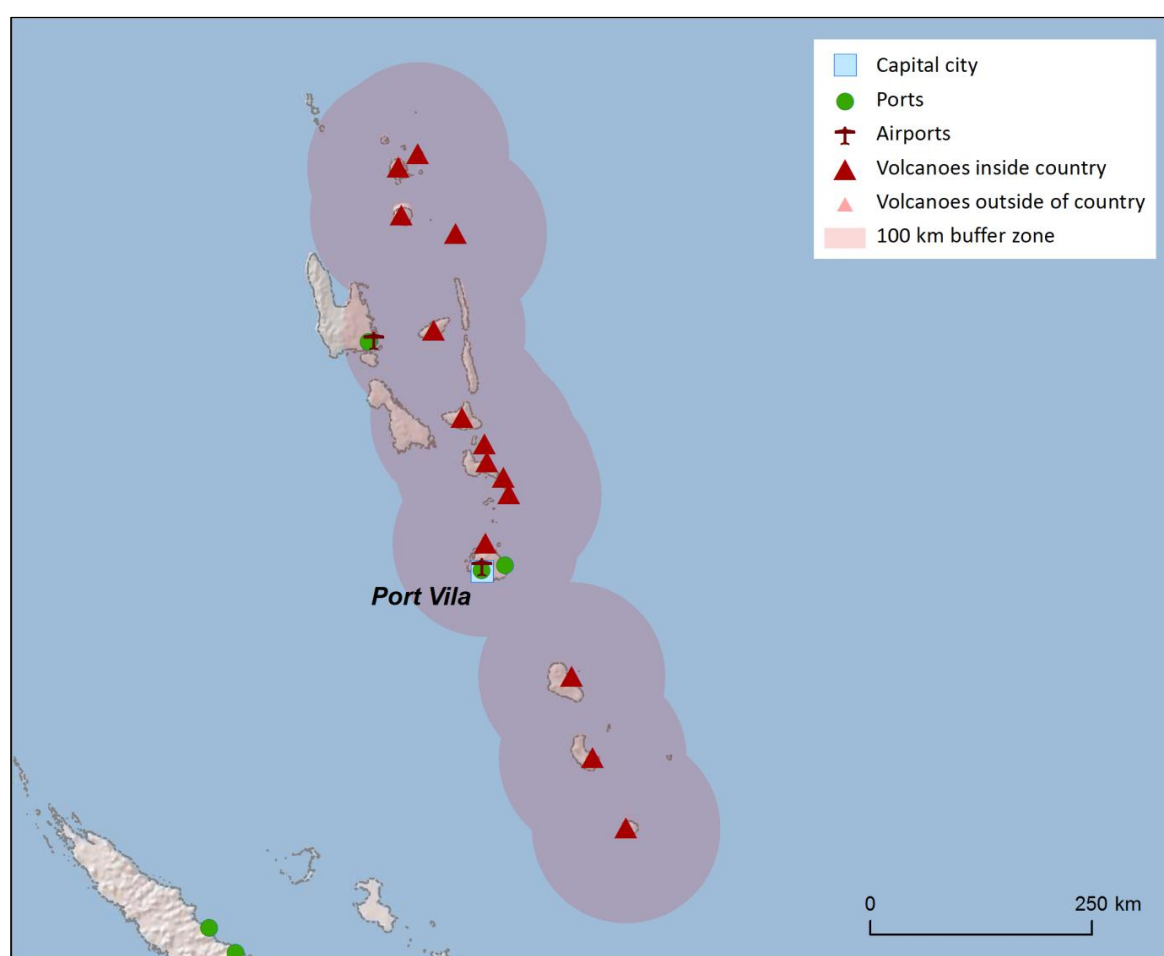 Capital city
Ports
Airports
Volcanoes inside country
Volcanoes outside of country
100 km buffer zone
Port Vila
0 250 km